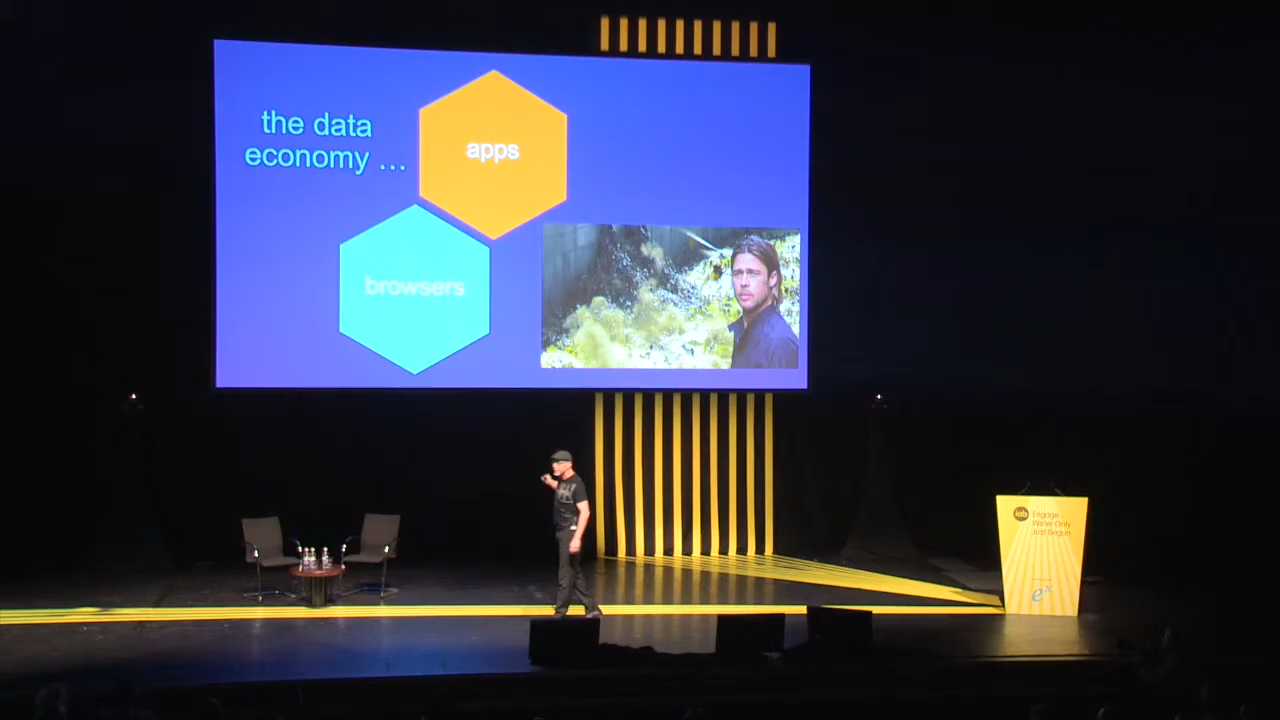 the data
economy ...
apps
browsers
iab
Engage
We've Only
Just Begun